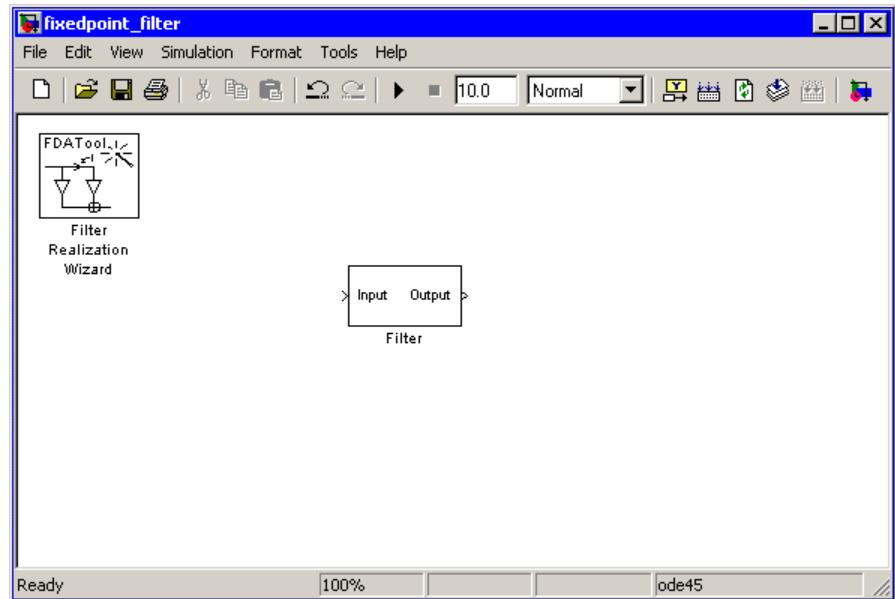 fixedpoint_filter
File Edit View Simulation Format Tools Help
10.0 Normal
FDATool
z-1
Filter
Realization
Wizard
Input Output
Filter
Ready 100% ode45